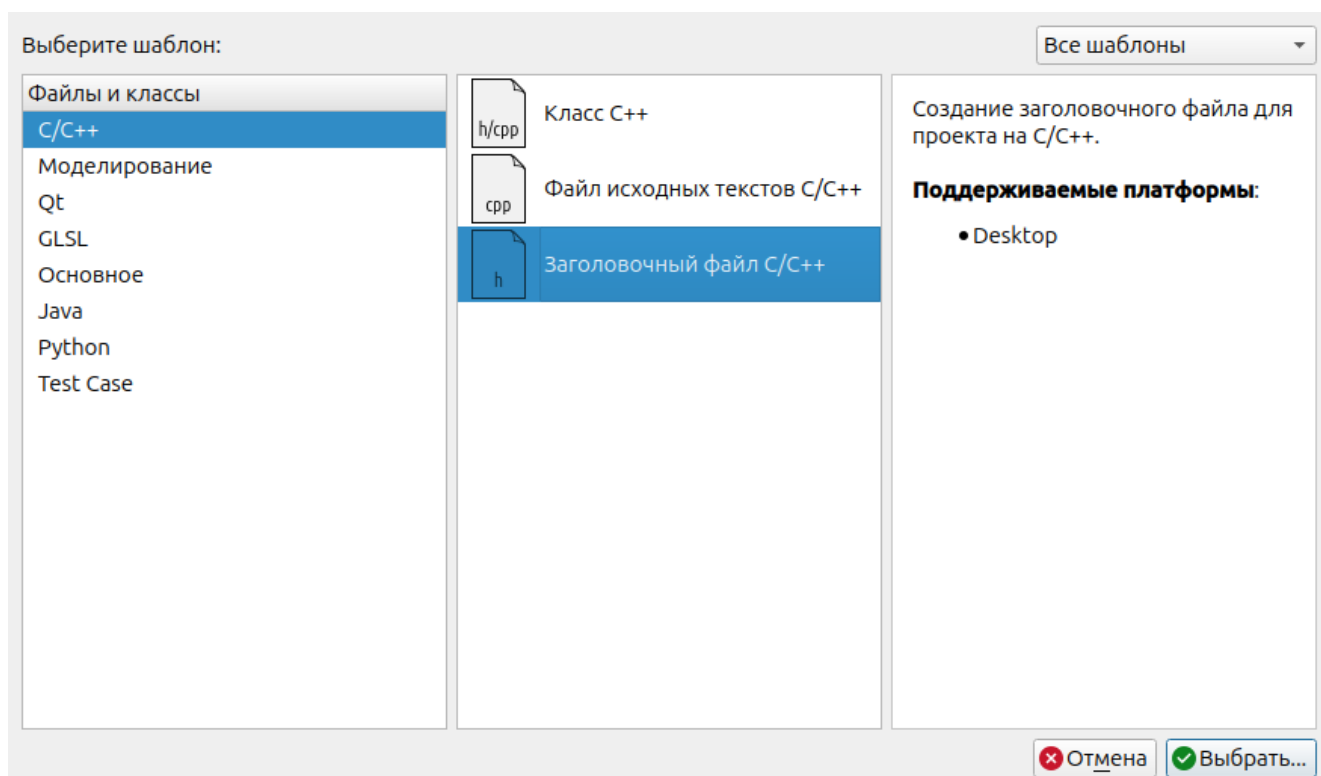 Выберите шаблон:
Все шаблоны
Файлы и классы
C/C++
Моделирование
Qt
GLSL
Основное
Java
Python
Test Case
h/cpp
Класс C++
cpp
Файл исходных текстов C/C++
h
Заголовочный файл C/C++
Создание заголовочного файла для
проекта на C/C++.
Поддерживаемые платформы:
• Desktop
Отмена
Выбрать...